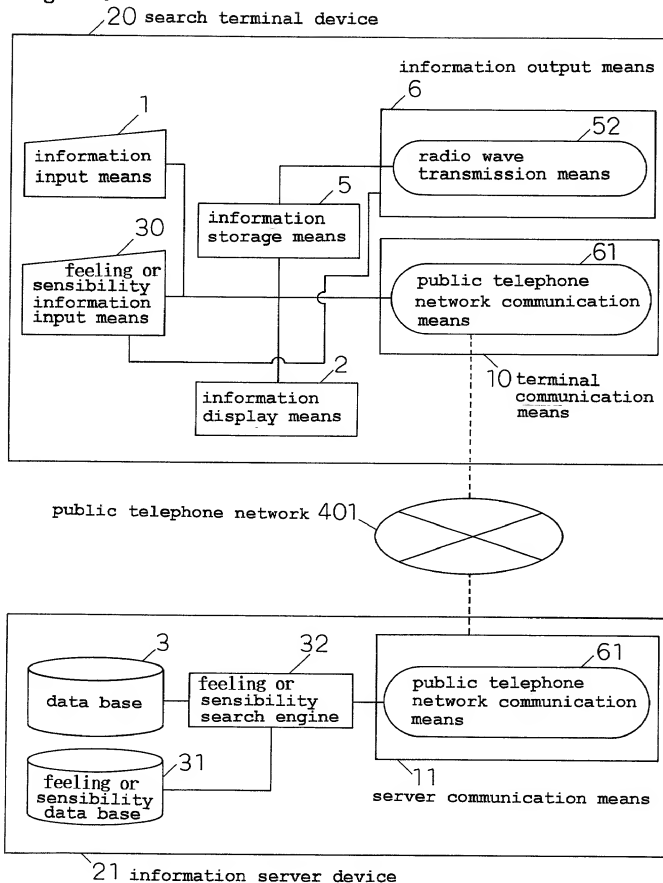 20 search terminal device
information output means
6
1
52
information
input means
radio wave
transmission means
5
information
storage means
30
feeling or
sensibility
information
input means
61
public telephone
network communication
means
2
information
display means
10 terminal
communication
means
public telephone network 401
3
data base
32
feeling or
sensibility
search engine
61
public telephone
network communication
means
31
feeling or
sensibility
data base
11
server communication means
21 information server device